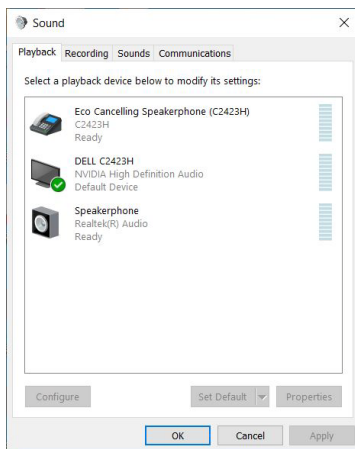 Sound
Playback Recording Sounds Communications
Select a playback device below to modify its settings:
Eco Cancelling Speakerphone (C2423H)
C2423H
Ready
DELL C2423H
NVIDIA High Definition Audio
Default Device
Speakerphone
Realtek(R) Audio
Ready
Configure Set Default Properties
OK Cancel Apply